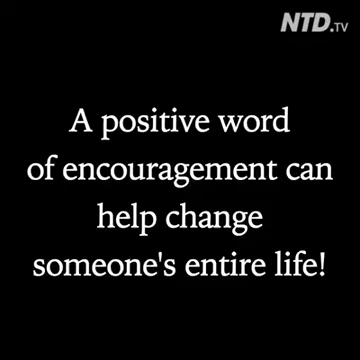 NTD.TV
A positive word
of encouragement can
help change
someone's entire life!